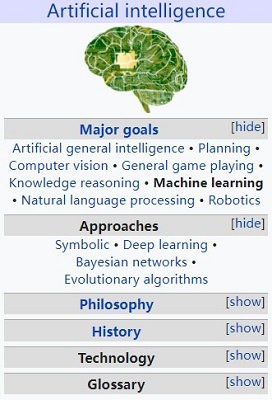 Artificial intelligence
Major goals [hide]
Artificial general intelligence • Planning •
Computer vision • General game playing •
Knowledge reasoning • Machine learning
• Natural language processing • Robotics
Approaches [hide]
Symbolic • Deep learning •
Bayesian networks •
Evolutionary algorithms
Philosophy [show]
History [show]
Technology [show]
Glossary [show]